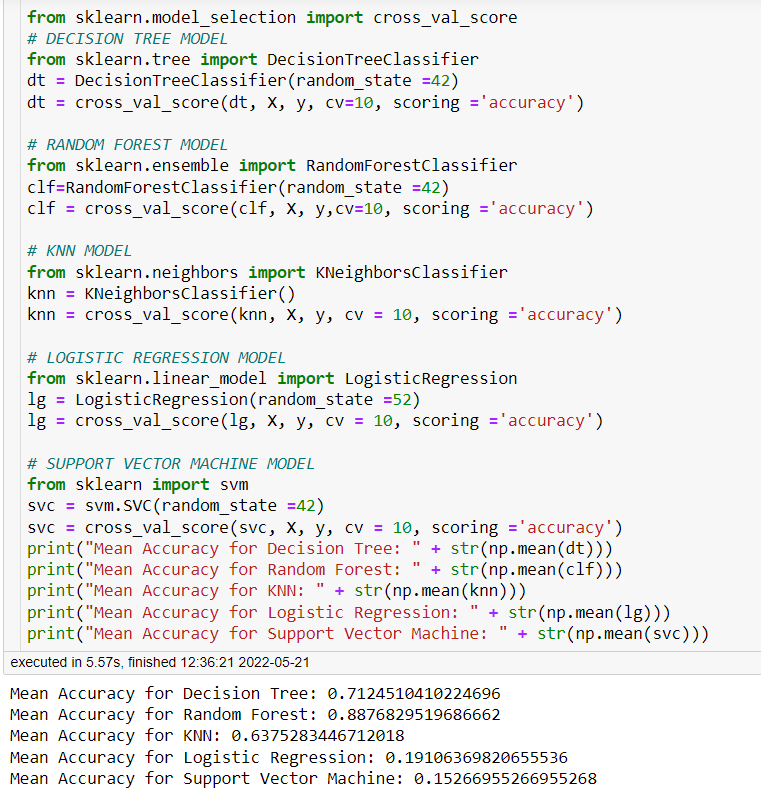 from sklearn.model_selection import cross_val_score
# DECISION TREE MODEL
from sklearn.tree import DecisionTreeClassifier
dt = DecisionTreeClassifier(random_state =42)
dt = cross_val_score(dt, X, y, cv=10, scoring ='accuracy')
# RANDOM FOREST MODEL
from sklearn.ensemble import RandomForestClassifier
clf=RandomForestClassifier(random_state =42)
clf = cross_val_score(clf, X, y,cv=10, scoring ='accuracy')
# KNN MODEL
from sklearn.neighbors import KNeighborsClassifier
knn = KNeighborsClassifier()
knn = cross_val_score(knn, X, y, cv = 10, scoring ='accuracy')
# LOGISTIC REGRESSION MODEL
from sklearn.linear_model import LogisticRegression
lg = LogisticRegression(random_state =52)
lg = cross_val_score(lg, X, y, cv = 10, scoring ='accuracy')
# SUPPORT VECTOR MACHINE MODEL
from sklearn import svm
svc = svm.SVC(random_state =42)
svc = cross_val_score(svc, X, y, cv = 10, scoring ='accuracy')
print("Mean Accuracy for Decision Tree: " + str(np.mean(dt)))
print("Mean Accuracy for Random Forest: " + str(np.mean(clf)))
print("Mean Accuracy for KNN: " + str(np.mean(knn)))
print("Mean Accuracy for Logistic Regression: " + str(np.mean(lg)))
print("Mean Accuracy for Support Vector Machine: " + str(np.mean(svc)))
executed in 5.57s, finished 12:36:21 2022-05-21
Mean Accuracy for Decision Tree: 0.7124510410224696
Mean Accuracy for Random Forest: 0.8876829519686662
Mean Accuracy for KNN: 0.6375283446712018
Mean Accuracy for Logistic Regression: 0.19106369820655536
Mean Accuracy for Support Vector Machine: 0.15266955266955268